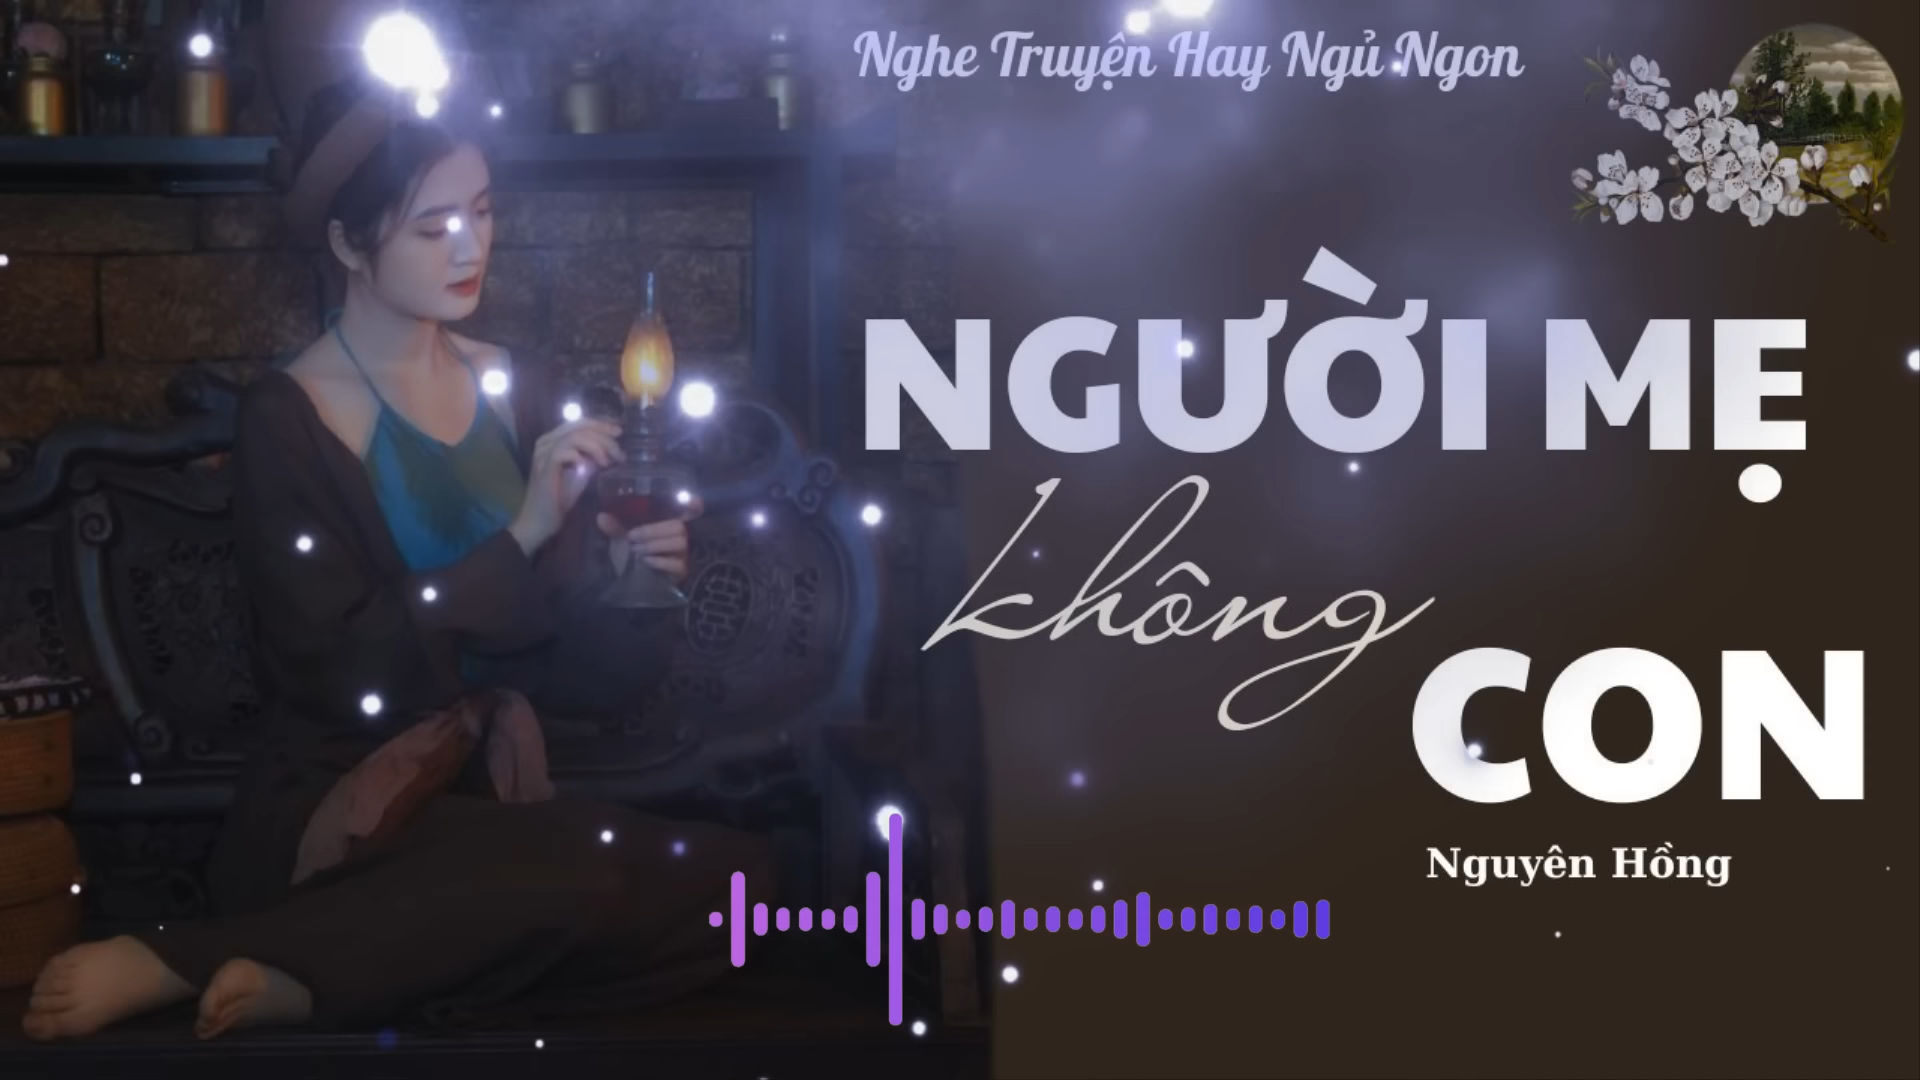 Nghe Truyện Hay Ngủ Ngon
NGƯỜI MẸ
không
CON
Nguyên Hồng